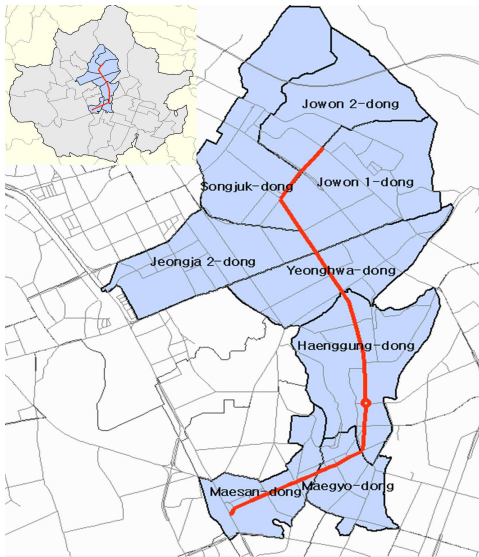 Jowon 2-dong
Songjuk-dong
Jowon 1-dong
Jeongja 2-dong
Yeonghwa-dong
Haenggung-dong
Maesan-dong
Maegyo-dong